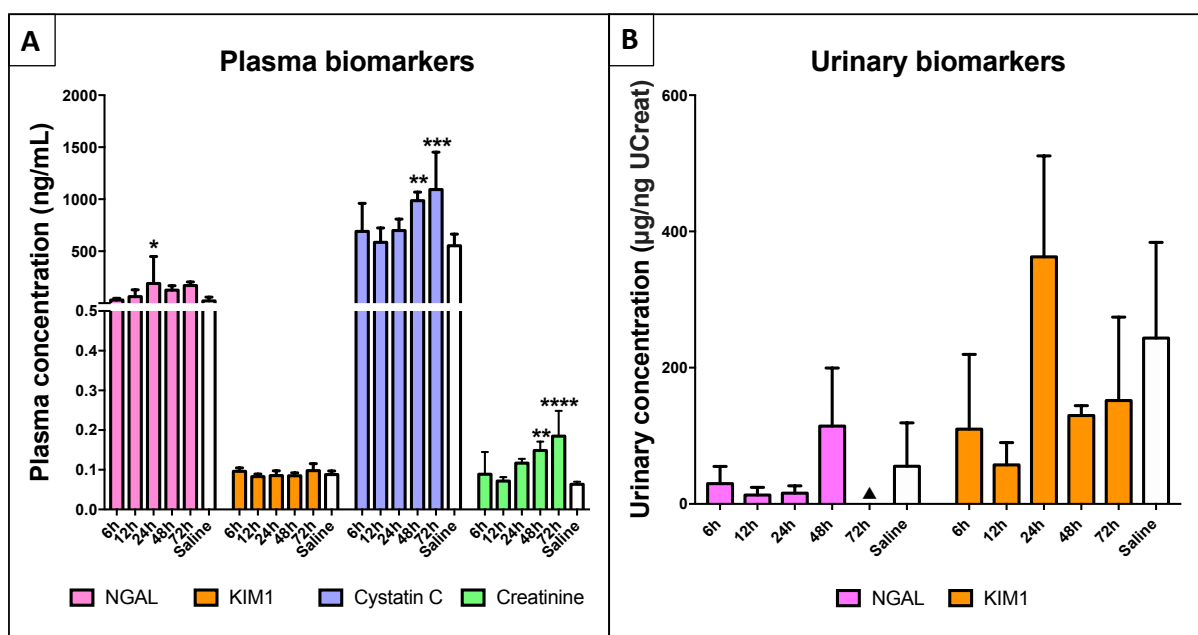 A
Plasma biomarkers
Plasma concentration (ng/mL)
2000
1500
1000
500
0.5
0.4
0.3
0.2
0.1
0.0
*
**
***
**
****
6h 12h 24h 48h 72h Saline 6h 12h 24h 48h 72h Saline 6h 12h 24h 48h 72h Saline 6h 12h 24h 48h 72h Saline
NGAL KIM1 Cystatin C Creatinine
B
Urinary biomarkers
Urinary concentration (µg/ng UCreat)
600
400
200
0
6h 12h 24h 48h 72h Saline 6h 12h 24h 48h 72h Saline
NGAL KIM1